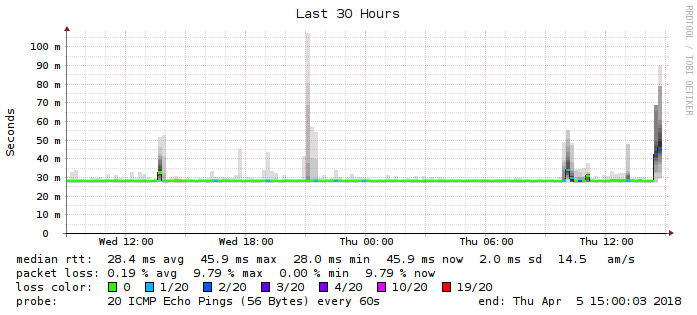 Last 30 Hours
RRDTOOL / TOBI OETIKER
Seconds
100 m
90 m
80 m
70 m
60 m
50 m
40 m
30 m
20 m
10 m
0
Wed 12:00 Wed 18:00 Thu 00:00 Thu 06:00 Thu 12:00
median rtt: 28.4 ms avg 45.9 ms max 28.0 ms min 45.9 ms now 2.0 ms sd 14.5 am/s
packet loss: 0.19 % avg 9.79 % max 0.00 % min 9.79 % now
loss color: 0 1/20 2/20 3/20 4/20 10/20 19/20
probe: 20 ICMP Echo Pings (56 Bytes) every 60s end: Thu Apr 5 15:00:03 2018